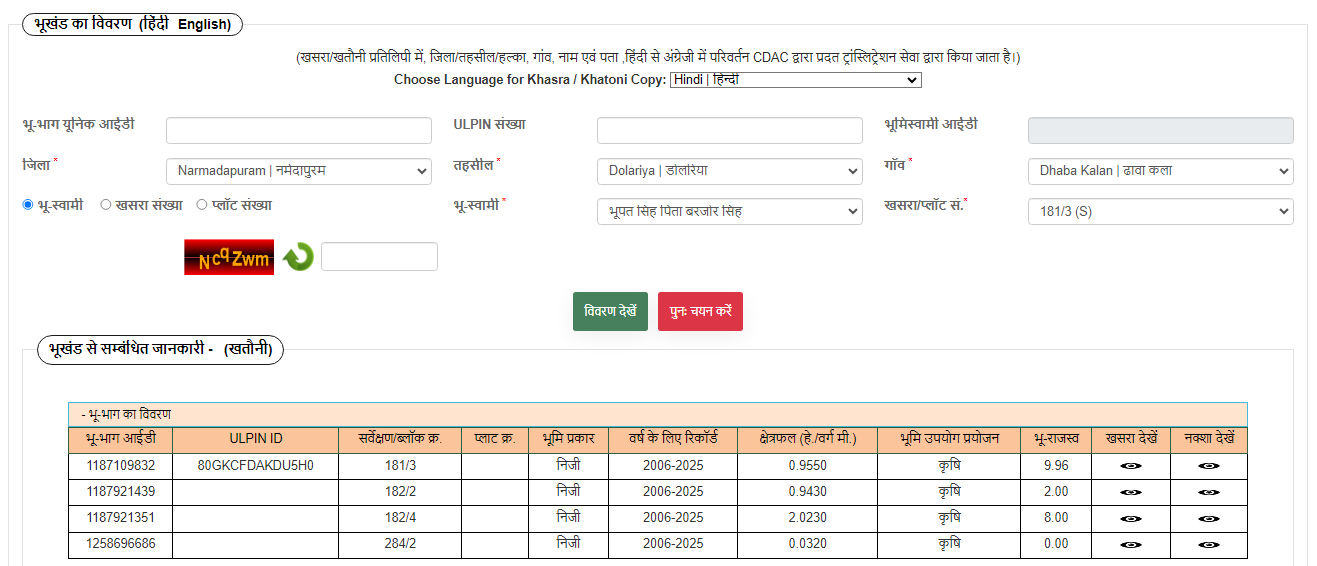 भूखंड का विवरण (हिंदी English)
(खसरा/खतौनी प्रतिलिपी में, जिला/तहसील/हल्का, गांव, नाम एवं पता ,हिंदी से अंग्रेजी में परिवर्तन CDAC द्वारा प्रदत ट्रांस्लिट्रेशन सेवा द्वारा किया जाता है।)
Choose Language for Khasra / Khatoni Copy: Hindi | हिन्दी
भू-भाग यूनिक आईडी ULPIN संख्या भूमिस्वामी आईडी
जिला * Narmadapuram | नर्मदापुरम तहसील * Dolariya | डोलरिया गाँव * Dhaba Kalan | ढावा कला
भू-स्वामी खसरा संख्या प्लॉट संख्या भू-स्वामी * भूपत सिंह पिता बरजोर सिंह खसरा/प्लॉट सं.* 181/3 (S)
NcqZwm
विवरण देखें पुनः चयन करें
भूखंड से सम्बंधित जानकारी - (खतौनी)
- भू-भाग का विवरण
भू-भाग आईडी ULPIN ID सर्वेक्षण/ब्लॉक क्र. प्लाट क्र. भूमि प्रकार वर्ष के लिए रिकॉर्ड क्षेत्रफल (हे./वर्ग मी.) भूमि उपयोग प्रयोजन भू-राजस्व खसरा देखें नक्शा देखें
1187109832 80GKCFDAKDU5H0 181/3 निजी 2006-2025 0.9550 कृषि 9.96
1187921439 182/2 निजी 2006-2025 0.9430 कृषि 2.00
1187921351 182/4 निजी 2006-2025 2.0230 कृषि 8.00
1258696686 284/2 निजी 2006-2025 0.0320 कृषि 0.00